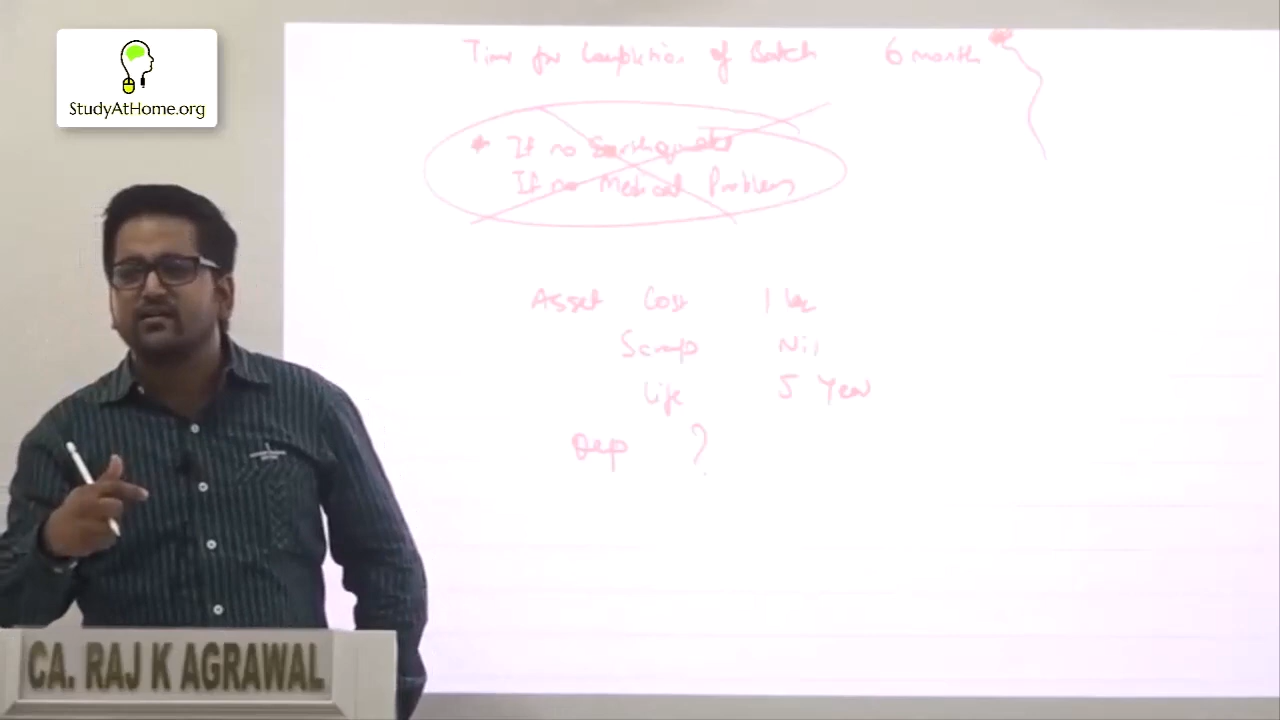 StudyAtHome.org
Time for Completion of Batch 6 month
* If no Earthquake
If no Medical Problem
Asset Cost 1 lac
Scrap Nil
Life 5 Year
Dep ?
CA. RAJ K AGRAWAL